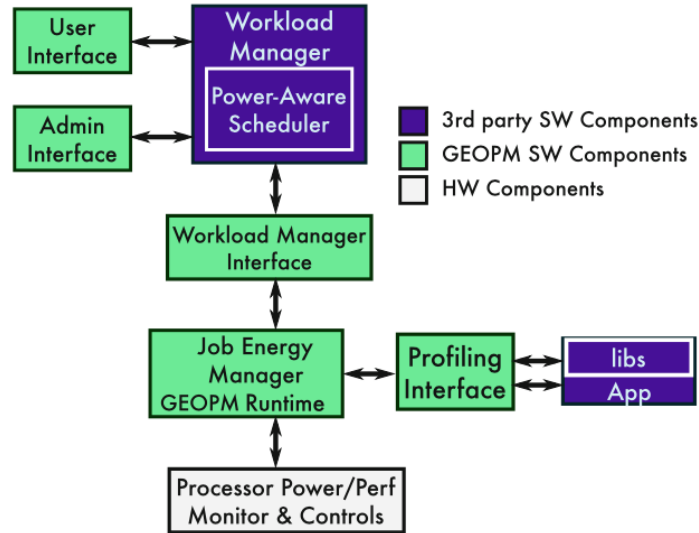 User
Interface
Admin
Interface
Workload
Manager
Power-Aware
Scheduler
3rd party SW Components
GEOPM SW Components
HW Components
Workload Manager
Interface
Job Energy
Manager
GEOPM Runtime
Profiling
Interface
libs
App
Processor Power/Perf
Monitor & Controls